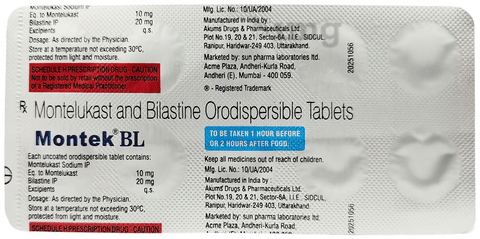 Montelukast Sodium IP
Eq. to Montelukast 10 mg
Bilastine IP 20 mg
Excipients q.s.
Dosage: As directed by the Physician.
Store at a temperature not exceeding 30°C,
protected from light and moisture.
SCHEDULE H PRESCRIPTION DRUG - CAUTION
Not to be sold by retail without the prescription
of a Registered Medical Practitioner.
Mfg. Lic. No.: 10/UA/2004
Manufactured in India by :
Akums Drugs & Pharmaceuticals Ltd.
Plot No.19, 20 & 21, Sector-6A, I.I.E., SIDCUL,
Ranipur, Haridwar-249 403, Uttarakhand.
Marketed by: sun pharma laboratories ltd.
Acme Plaza, Andheri-Kurla Road,
Andheri (E), Mumbai - 400 059.
® - Registered Trademark
20251056
℞ Montelukast and Bilastine Orodispersible Tablets
Montek® BL
TO BE TAKEN 1 HOUR BEFORE
OR 2 HOURS AFTER FOOD.
Each uncoated orodispersible tablet contains:
Montelukast Sodium IP
Eq. to Montelukast 10 mg
Bilastine IP 20 mg
Excipients q.s.
Dosage: As directed by the Physician.
Store at a temperature not exceeding 30°C,
protected from light and moisture.
SCHEDULE H PRESCRIPTION DRUG - CAUTION
Keep all medicines out of reach of children.
Mfg. Lic. No.: 10/UA/2004
Manufactured in India by :
Akums Drugs & Pharmaceuticals Ltd.
Plot No.19, 20 & 21, Sector-6A, I.I.E., SIDCUL,
Ranipur, Haridwar-249 403, Uttarakhand.
Marketed by: sun pharma laboratories ltd.
Acme Plaza, Andheri-Kurla Road,
20251056